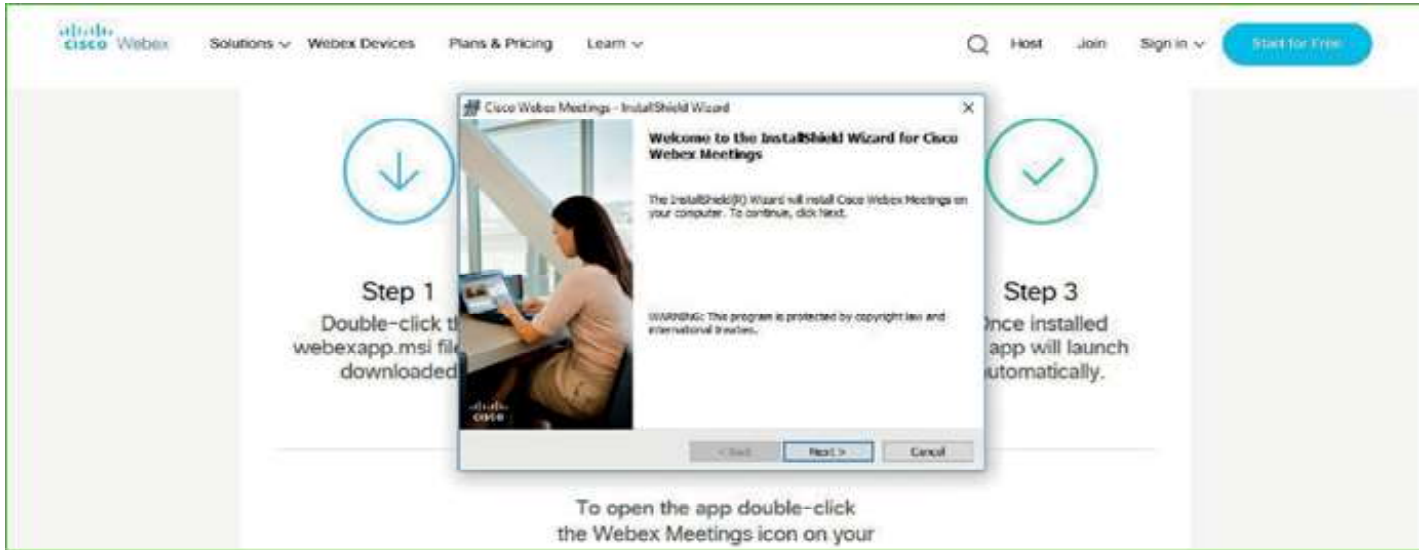 cisco Webex
Solutions
Webex Devices
Plans & Pricing
Learn
Host
Join
Sign in
Start for Free
Cisco Webex Meetings - InstallShield Wizard
Welcome to the InstallShield Wizard for Cisco
Webex Meetings
The InstallShield(R) Wizard will install Cisco Webex Meetings on
your computer. To continue, click Next.
WARNING: This program is protected by copyright law and
international treaties.
cisco
< Back
Next >
Cancel
Step 1
Double-click
webexapp.msi
downloaded
Step 3
installed
app will launch
To open the app double-click
the Webex Meetings icon on your